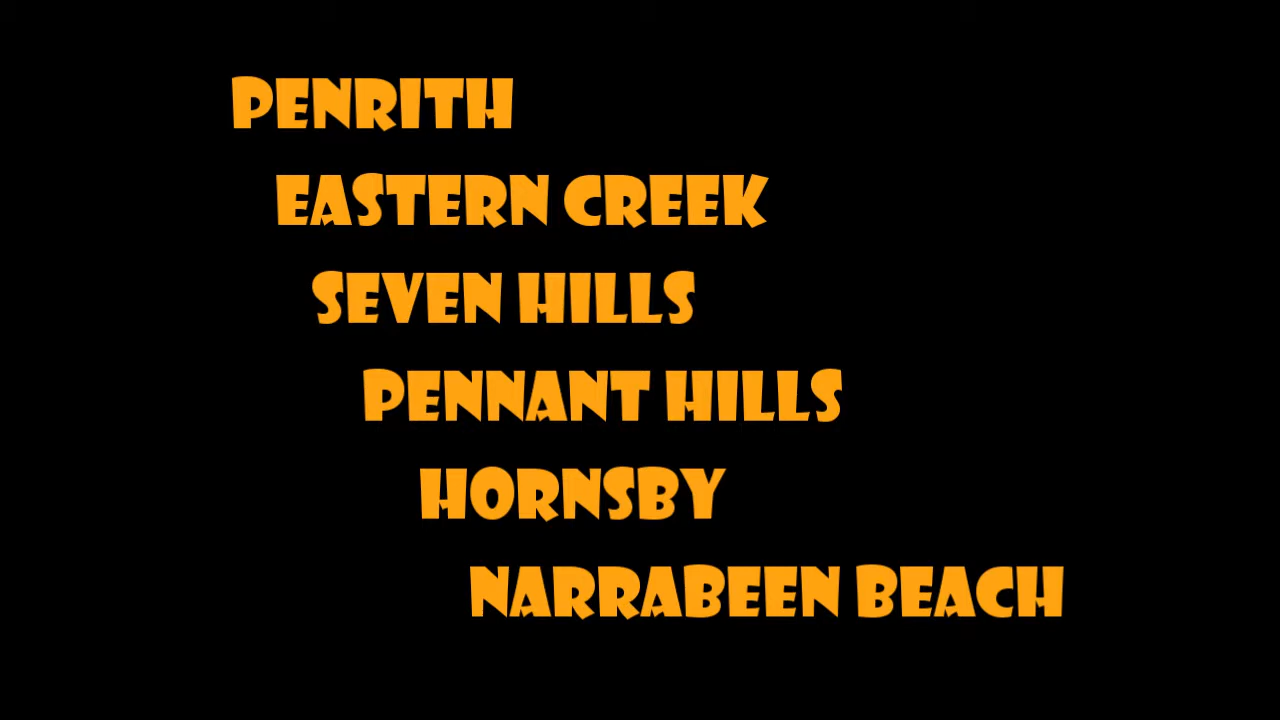 PENRITH
EASTERN CREEK
SEVEN HILLS
PENNANT HILLS
HORNSBY
NARRABEEN BEACH